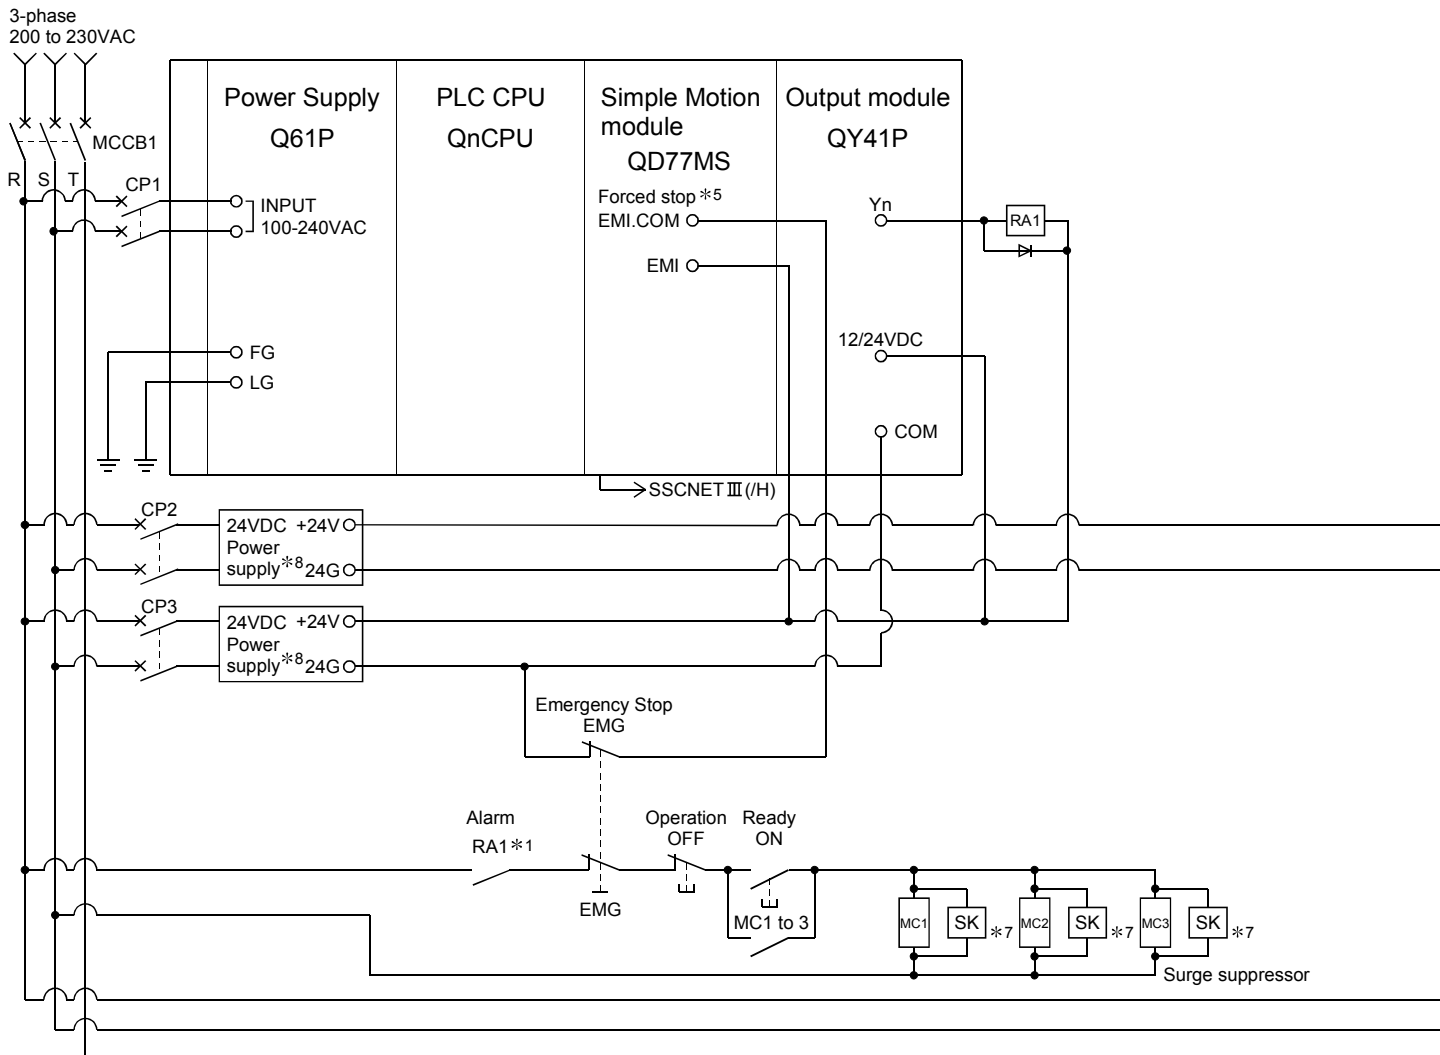 3-phase
200 to 230VAC
MCCB1
R S T
CP1
Power Supply
Q61P
INPUT
100-240VAC
FG
LG
PLC CPU
QnCPU
Simple Motion
module
QD77MS
Forced stop *5
EMI.COM
EMI
Output module
QY41P
Yn
12/24VDC
COM
RA1
SSCNETⅢ(/H)
CP2
24VDC +24V
Power
supply*8 24G
CP3
24VDC +24V
Power
supply*8 24G
Emergency Stop
EMG
Alarm
RA1*1
EMG
Operation
OFF
Ready
ON
MC1 to 3
MC1
SK
*7
MC2
SK
*7
MC3
SK
*7
Surge suppressor